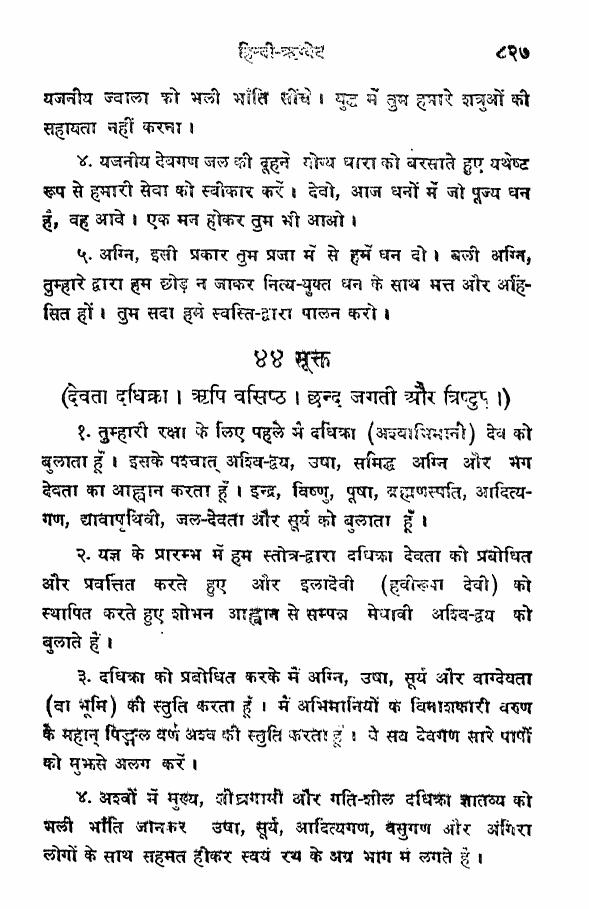 हिन्दी-ऋग्वेद ८२७
यजनीय ज्वाला को भली भाँति सींचे । युद्ध में तुम हमारे शत्रुओं की
सहायता नहीं करना ।
४. यजनीय देवगण जल की दूहने योग्य धारा को बरसाते हुए यथेष्ट
रूप से हमारी सेवा को स्वीकार करें । देवो, आज धनों में जो पूज्य धन
है, वह आवे । एक मन होकर तुम भी आओ ।
५. अग्नि, इसी प्रकार तुम प्रजा में से हमें धन दो । बली अग्नि,
तुम्हारे द्वारा हम छोड़ न जाकर नित्य-युक्त धन के साथ मत्त और अहिं-
सित हों । तुम सदा हमें स्वस्ति-द्वारा पालन करो ।
४४ सूक्त
(देवता दधिक्रा । ऋषि वसिष्ठ । छन्द जगती और त्रिष्टुप् ।)
१. तुम्हारी रक्षा के लिए पहले मैं दधिक्रा (अश्वाभिमानी) देव को
बुलाता हूँ । इसके पश्चात् अश्वि-द्वय, उषा, समिद्ध अग्नि और भग
देवता का आह्वान करता हूँ । इन्द्र, विष्णु, पूषा, ब्रह्मणस्पति, आदित्य-
गण, द्यावापृथिवी, जल-देवता और सूर्य को बुलाता हूँ ।
२. यज्ञ के प्रारम्भ में हम स्तोत्र-द्वारा दधिक्रा देवता को प्रबोधित
और प्रवर्त्तित करते हुए और इलादेवी (हवीरूपा देवी) को
स्थापित करते हुए शोभन आह्वान से सम्पन्न मेधावी अश्वि-द्वय को
बुलाते हैं ।
३. दधिक्रा को प्रबोधित करके मैं अग्नि, उषा, सूर्य और वाग्देवता
(वा भूमि) की स्तुति करता हूँ । मैं अभिमानियों के विनाशकारी वरुण
के महान् पिङ्गल वर्ण अश्व की स्तुति करता हूँ । वे सब देवगण सारे पापों
को मुझसे अलग करें ।
४. अश्वों में मुख्य, शीघ्रगामी और गति-शील दधिक्रा ज्ञातव्य को
भली भाँति जानकर उषा, सूर्य, आदित्यगण, वसुगण और अंगिरा
लोगों के साथ सहमत होकर स्वयं रथ के अग्र भाग में लगते हैं ।